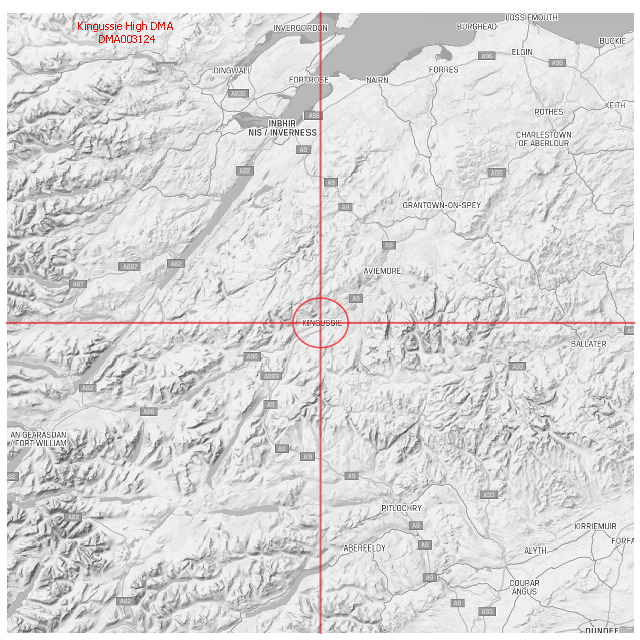 Kingussie High DMA
DMA003124
LOSSIEMOUTH
INVERGORDON
BURGHEAD
BUCKIE
ELGIN
A96
A96
DINGWALL
FORRES
FORTROSE
NAIRN
A835
KEITH
ROTHES
A96
INBHIR
NIS / INVERNESS
CHARLESTOWN
OF ABERLOUR
A9
A82
A95
A9
GRANTOWN-ON-SPEY
A9
A9
A82
A887
AVIEMORE
A87
A9
KINGUSSIE
BALLATER
A86
A93
A889
A82
A9
A86
AN GEARASDAN
/ FORT WILLIAM
A9
A9
A9
A93
PITLOCHRY
A82
A9
KIRRIEMUIR
FORFA
A9
ABERFELDY
ALYTH
A9
COUPAR
ANGUS
A82
A9
A93
DUNDEE